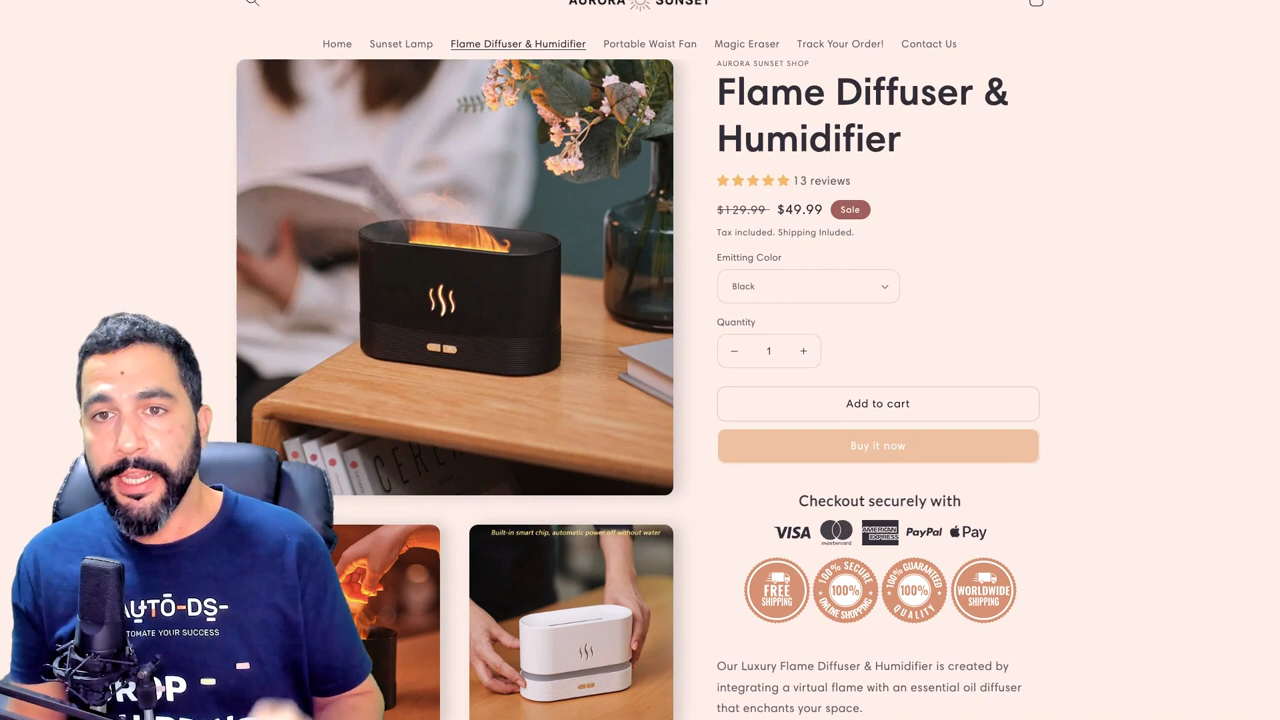 AURORA SUNSET
Home
Sunset Lamp
Flame Diffuser & Humidifier
Portable Waist Fan
Magic Eraser
Track Your Order!
Contact Us
AURORA SUNSET SHOP
Flame Diffuser &
Humidifier
13 reviews
$129.99 $49.99 Sale
Tax included. Shipping Inluded.
Emitting Color
Black
Quantity
− 1 +
Add to cart
Buy it now
Checkout securely with
VISA mastercard AMERICAN EXPRESS PayPal Pay
FREE SHIPPING
100% SECURE 100% ONLINE SHOPPING
100% GUARANTEED 100% QUALITY
WORLDWIDE SHIPPING
Our Luxury Flame Diffuser & Humidifier is created by
integrating a virtual flame with an essential oil diffuser
that enchants your space.
Built-in smart chip, automatic power off without water
AUTO-DS-
TOMATE YOUR SUCCESS